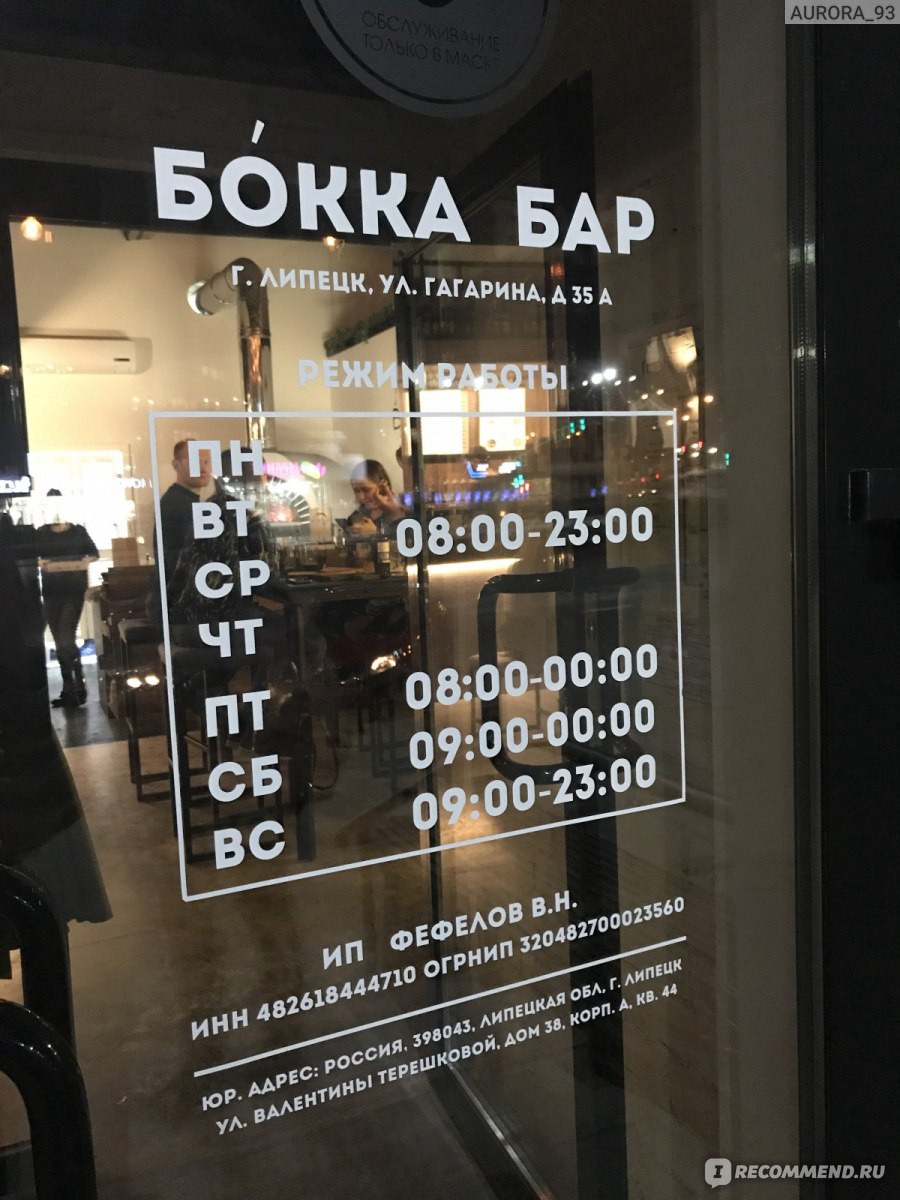 AURORA_93
ОБСЛУЖИВАНИЕ
ТОЛЬКО В МАСКЕ
БО́ККА БАР
Г. ЛИПЕЦК, УЛ. ГАГАРИНА, Д 35 А
РЕЖИМ РАБОТЫ
ПН
ВТ 08:00-23:00
СР
ЧТ
ПТ 08:00-00:00
СБ 09:00-00:00
ВС 09:00-23:00
ИП ФЕФЕЛОВ В.Н.
ИНН 482618444710 ОГРНИП 320482700023560
ЮР. АДРЕС: РОССИЯ, 398043, ЛИПЕЦКАЯ ОБЛ, Г. ЛИПЕЦК
УЛ. ВАЛЕНТИНЫ ТЕРЕШКОВОЙ, ДОМ 38, КОРП. А, КВ. 44
IRECOMMEND.RU